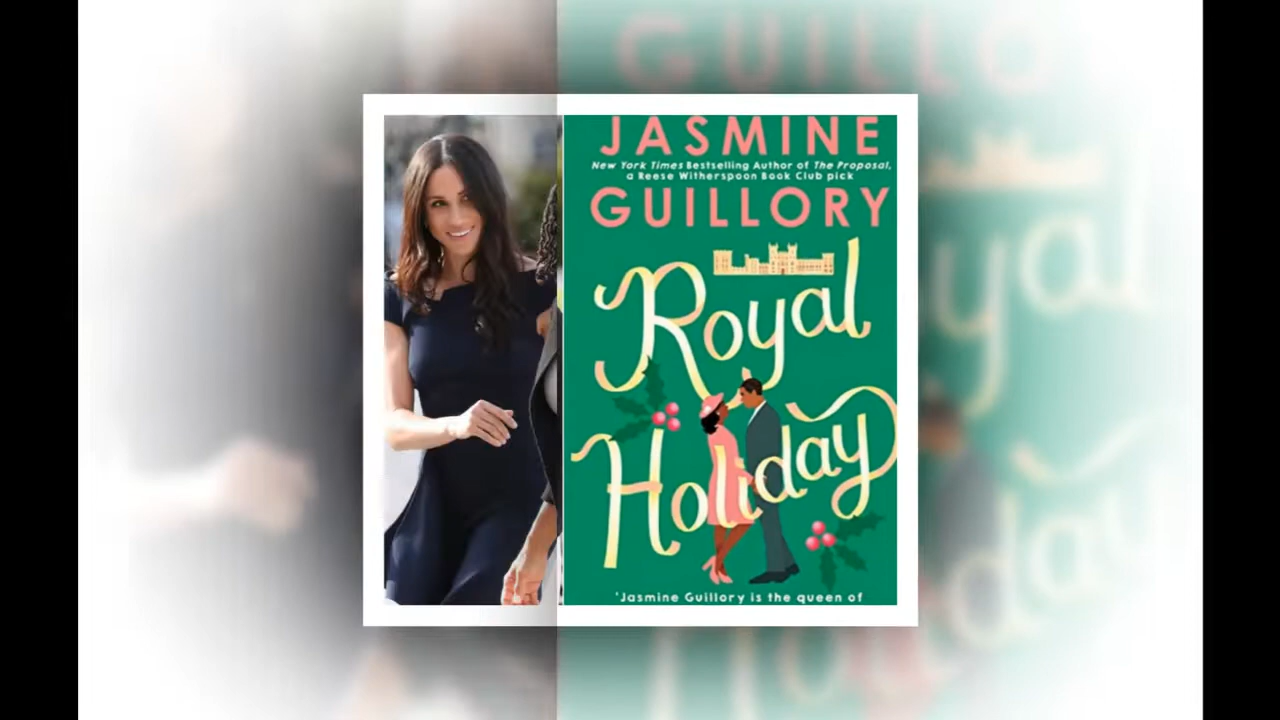 JASMINE
New York Times Bestselling Author of The Proposal,
a Reese Witherspoon Book Club pick
GUILLORY
Royal
Holiday
'Jasmine Guillory is the queen of